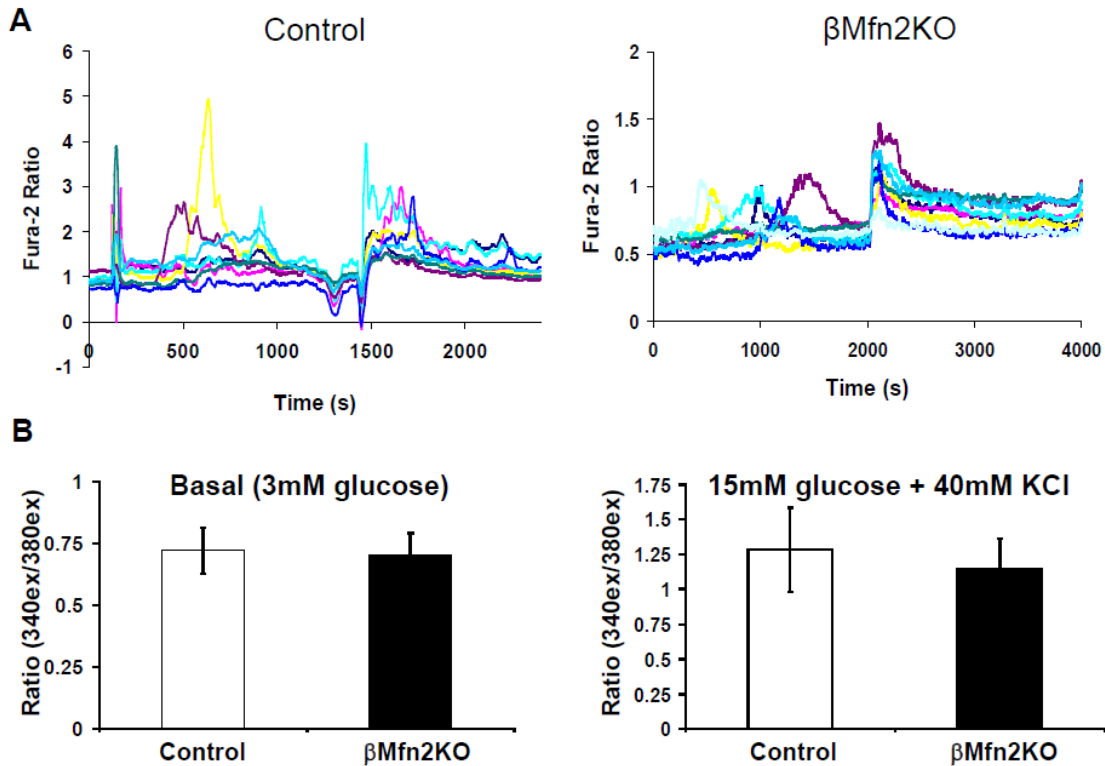 A
Control
βMfn2KO
Fura-2 Ratio
6
5
4
3
2
1
0
-1
0
500
1000
1500
2000
Time (s)
Fura-2 Ratio
2
1.5
1
0.5
0
0
1000
2000
3000
4000
Time (s)
B
Basal (3mM glucose)
Ratio (340ex/380ex)
1
0.75
0.5
0.25
0
Control
βMfn2KO
15mM glucose + 40mM KCl
Ratio (340ex/380ex)
1.75
1.5
1.25
1
0.75
0.5
0.25
0
Control
βMfn2KO